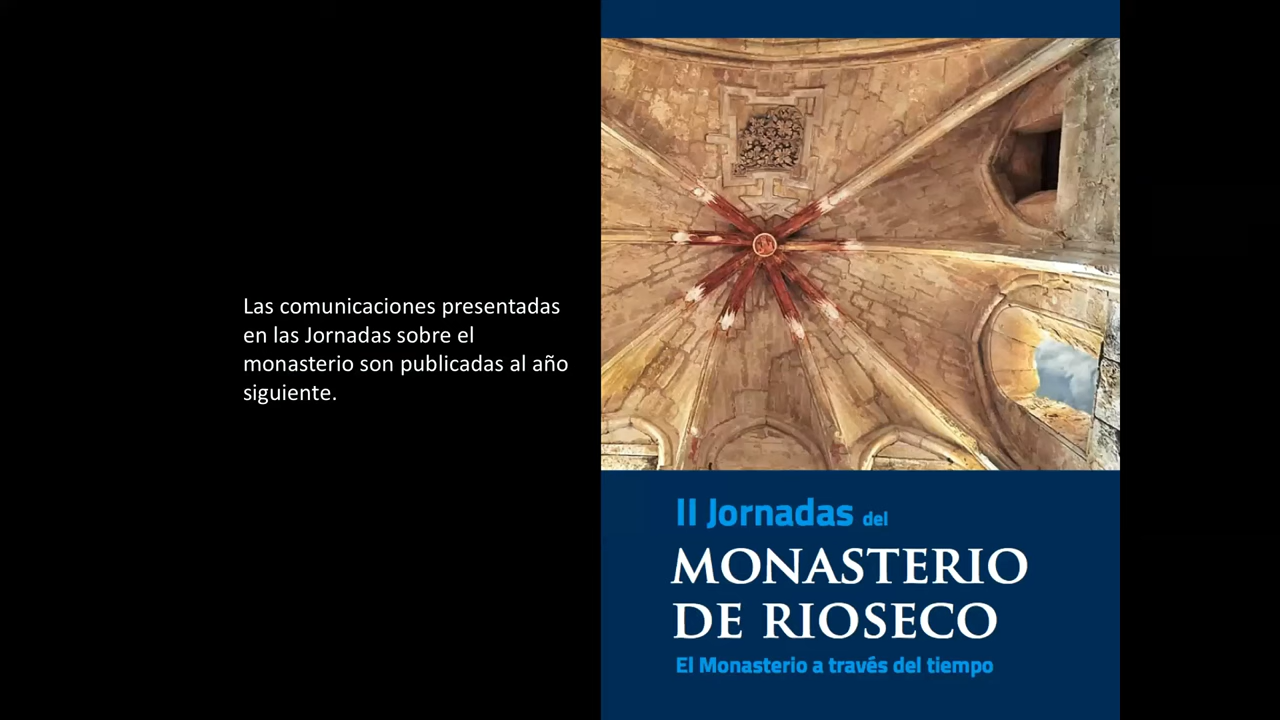 Las comunicaciones presentadas
en las Jornadas sobre el
monasterio son publicadas al año
siguiente.
II Jornadas del
MONASTERIO
DE RIOSECO
El Monasterio a través del tiempo